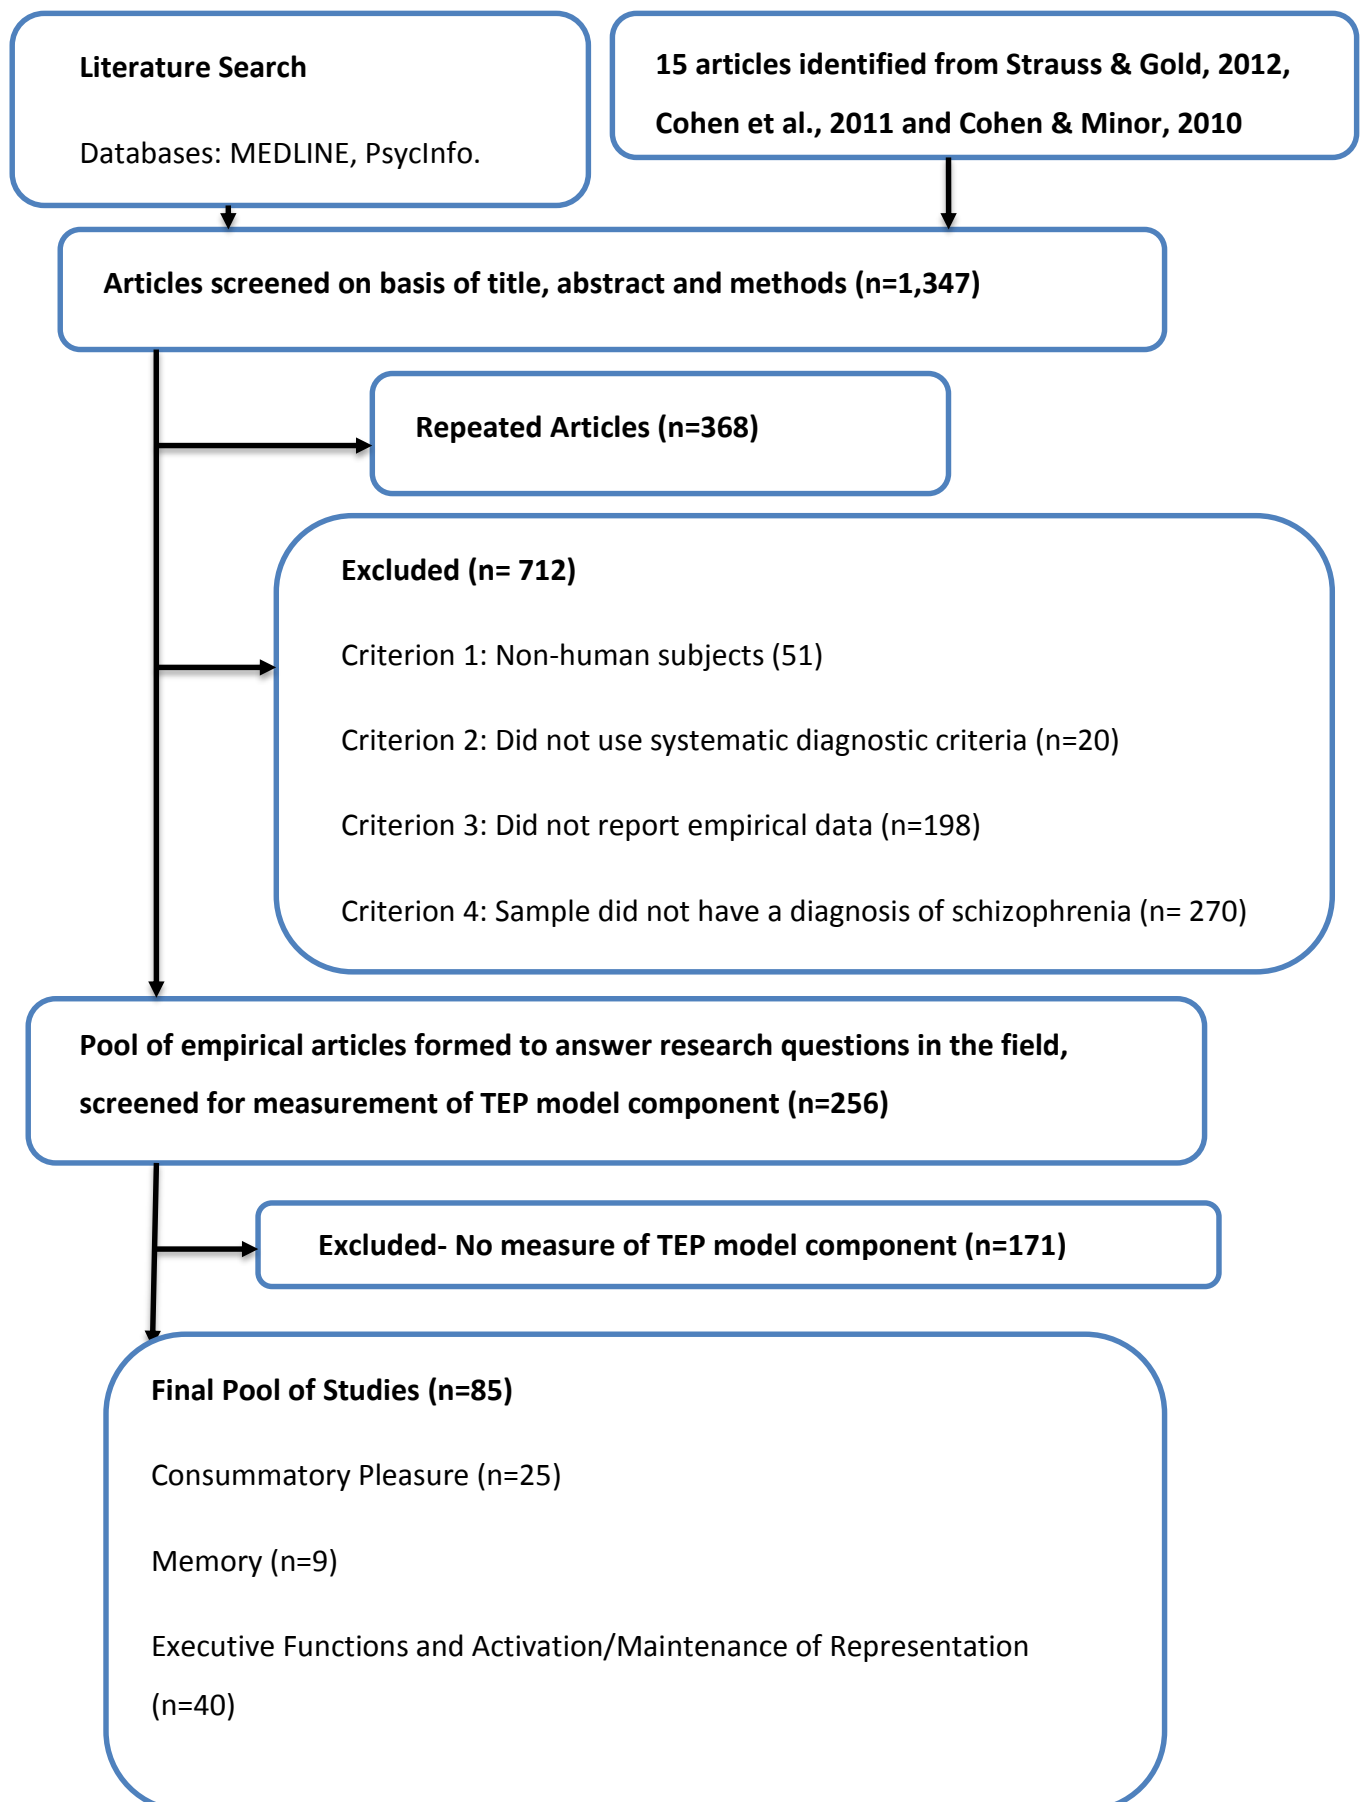 Literature Search
Databases: MEDLINE, PsycInfo.
15 articles identified from Strauss & Gold, 2012,
Cohen et al., 2011 and Cohen & Minor, 2010
Articles screened on basis of title, abstract and methods (n=1,347)
Repeated Articles (n=368)
Excluded (n= 712)
Criterion 1: Non-human subjects (51)
Criterion 2: Did not use systematic diagnostic criteria (n=20)
Criterion 3: Did not report empirical data (n=198)
Criterion 4: Sample did not have a diagnosis of schizophrenia (n= 270)
Pool of empirical articles formed to answer research questions in the field,
screened for measurement of TEP model component (n=256)
Excluded- No measure of TEP model component (n=171)
Final Pool of Studies (n=85)
Consummatory Pleasure (n=25)
Memory (n=9)
Executive Functions and Activation/Maintenance of Representation
(n=40)